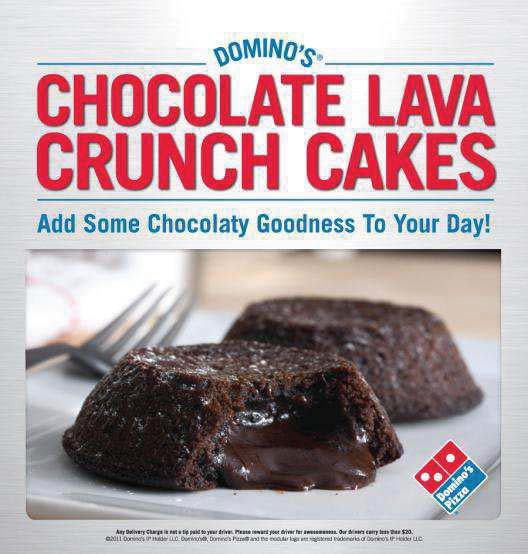 DOMINO'S®
CHOCOLATE LAVA
CRUNCH CAKES
Add Some Chocolaty Goodness To Your Day!
Domino's
Pizza
Any Delivery Charge is not a tip paid to your driver. Please reward your driver for awesomeness. Our drivers carry less than $20.
©2011 Domino's IP Holder LLC. Domino's®, Domino's Pizza® and the modular logo are registered trademarks of Domino's IP Holder LLC.